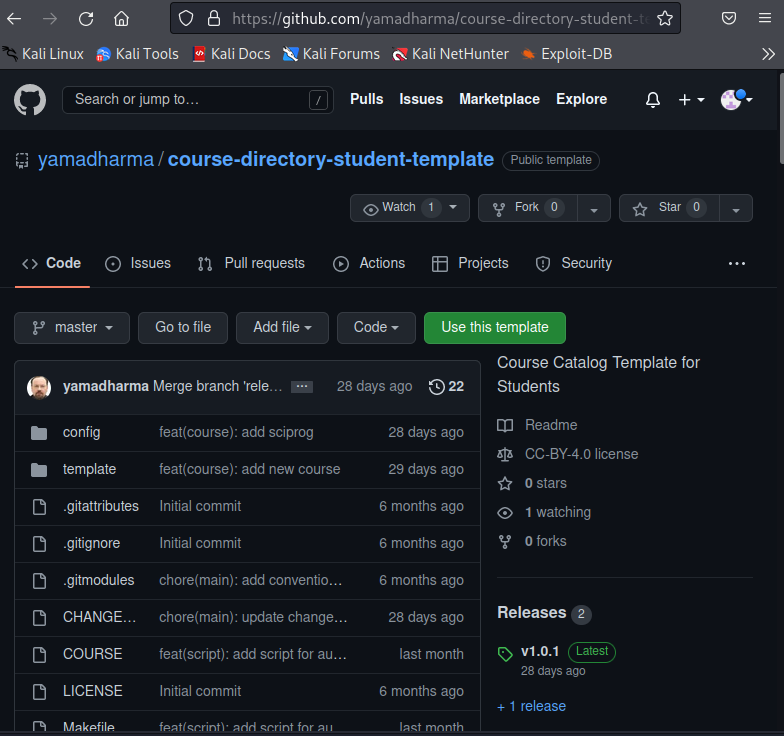 https://github.com/yamadharma/course-directory-student-te
Kali Linux Kali Tools Kali Docs Kali Forums Kali NetHunter Exploit-DB
Search or jump to… / Pulls Issues Marketplace Explore
yamadharma / course-directory-student-template Public template
Watch 1 Fork 0 Star 0
Code Issues Pull requests Actions Projects Security
master Go to file Add file Code Use this template
yamadharma Merge branch 'rele… 28 days ago 22
config feat(course): add sciprog 28 days ago
template feat(course): add new course 29 days ago
.gitattributes Initial commit 6 months ago
.gitignore Initial commit 6 months ago
.gitmodules chore(main): add conventio… 6 months ago
CHANGE… chore(main): update change… 28 days ago
COURSE feat(script): add script for au… last month
LICENSE Initial commit 6 months ago
Makefile feat(script): add script for au… last month
Course Catalog Template for
Students
Readme
CC-BY-4.0 license
0 stars
1 watching
0 forks
Releases 2
v1.0.1 Latest
28 days ago
+ 1 release